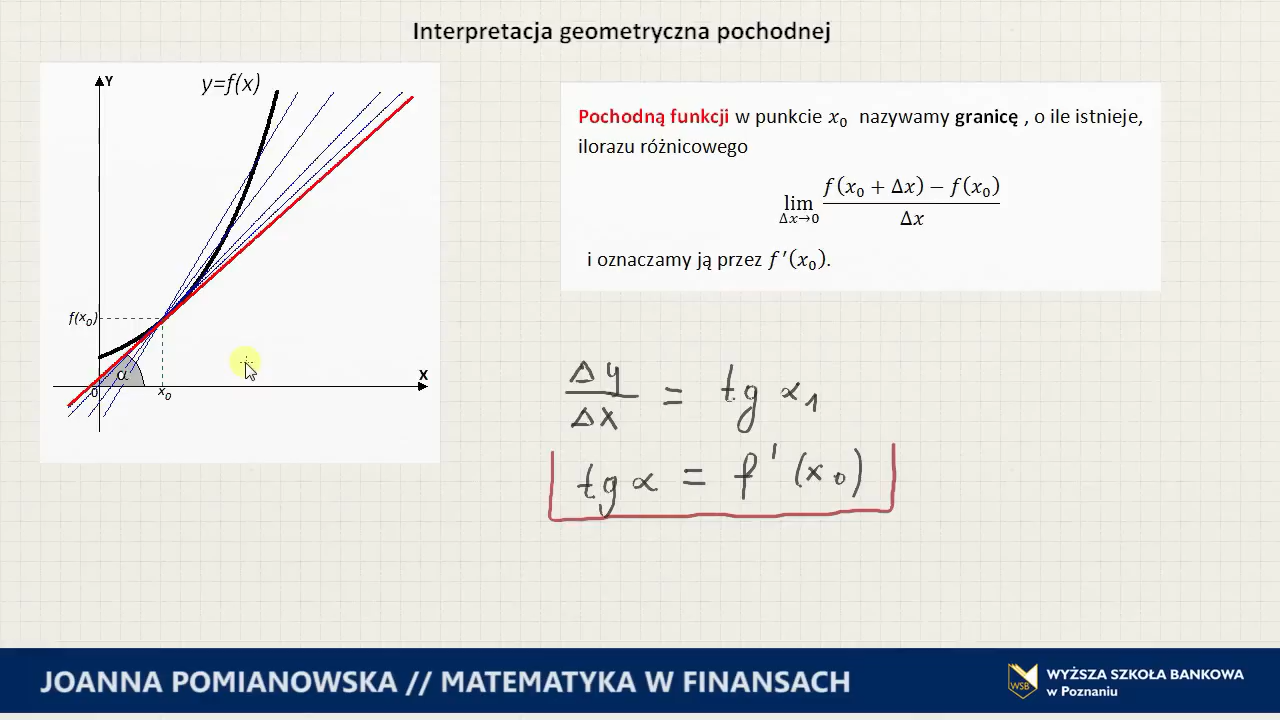 Interpretacja geometryczna pochodnej
Y
y=f(x)
f(x₀)
α
0
x₀
X
Pochodną funkcji w punkcie x₀ nazywamy granicę , o ile istnieje,
ilorazu różnicowego
lim Δx→0 (f(x₀ + Δx) − f(x₀)) / Δx
i oznaczamy ją przez f′(x₀).
Δy/Δx = tg α₁
tg α = f'(x₀)
JOANNA POMIANOWSKA // MATEMATYKA W FINANSACH
WSB
WYŻSZA SZKOŁA BANKOWA
w Poznaniu